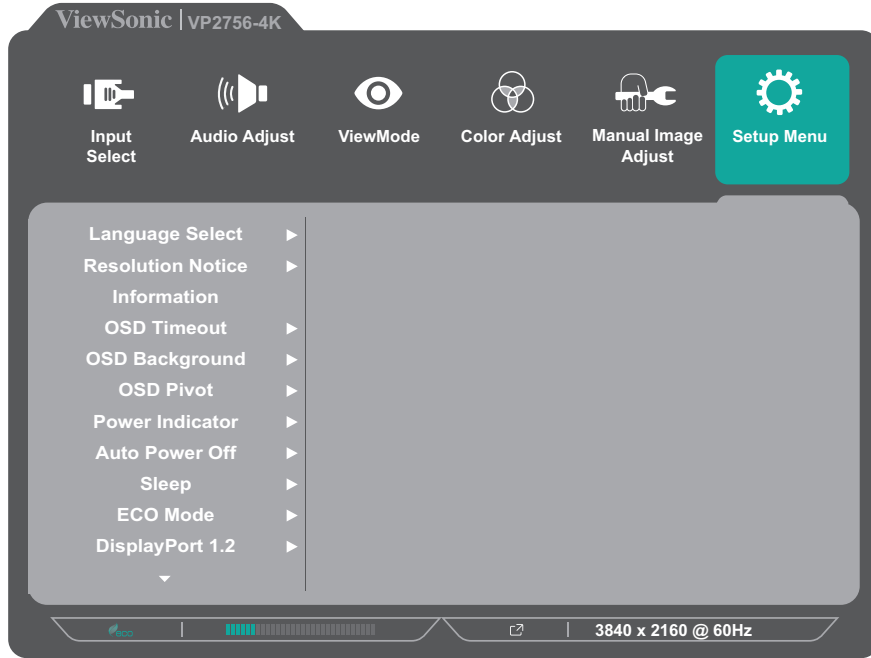 ViewSonic | VP2756-4K
Input Select
Audio Adjust
ViewMode
Color Adjust
Manual Image Adjust
Setup Menu
Language Select
Resolution Notice
Information
OSD Timeout
OSD Background
OSD Pivot
Power Indicator
Auto Power Off
Sleep
ECO Mode
DisplayPort 1.2
eco
3840 x 2160 @ 60Hz